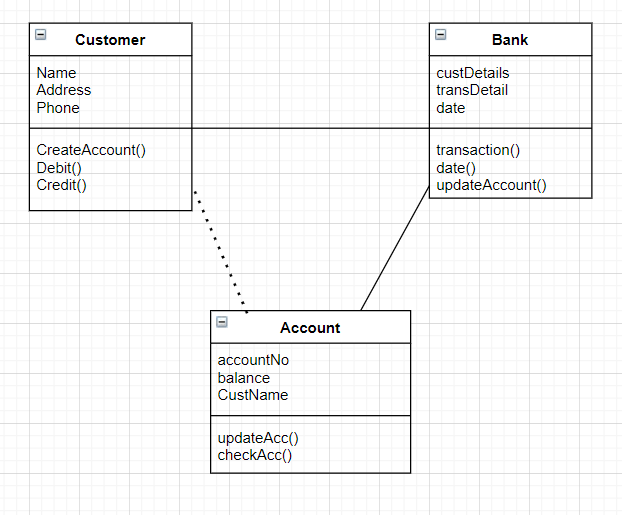 Customer
Name
Address
Phone
CreateAccount()
Debit()
Credit()
Bank
custDetails
transDetail
date
transaction()
date()
updateAccount()
Account
accountNo
balance
CustName
updateAcc()
checkAcc()